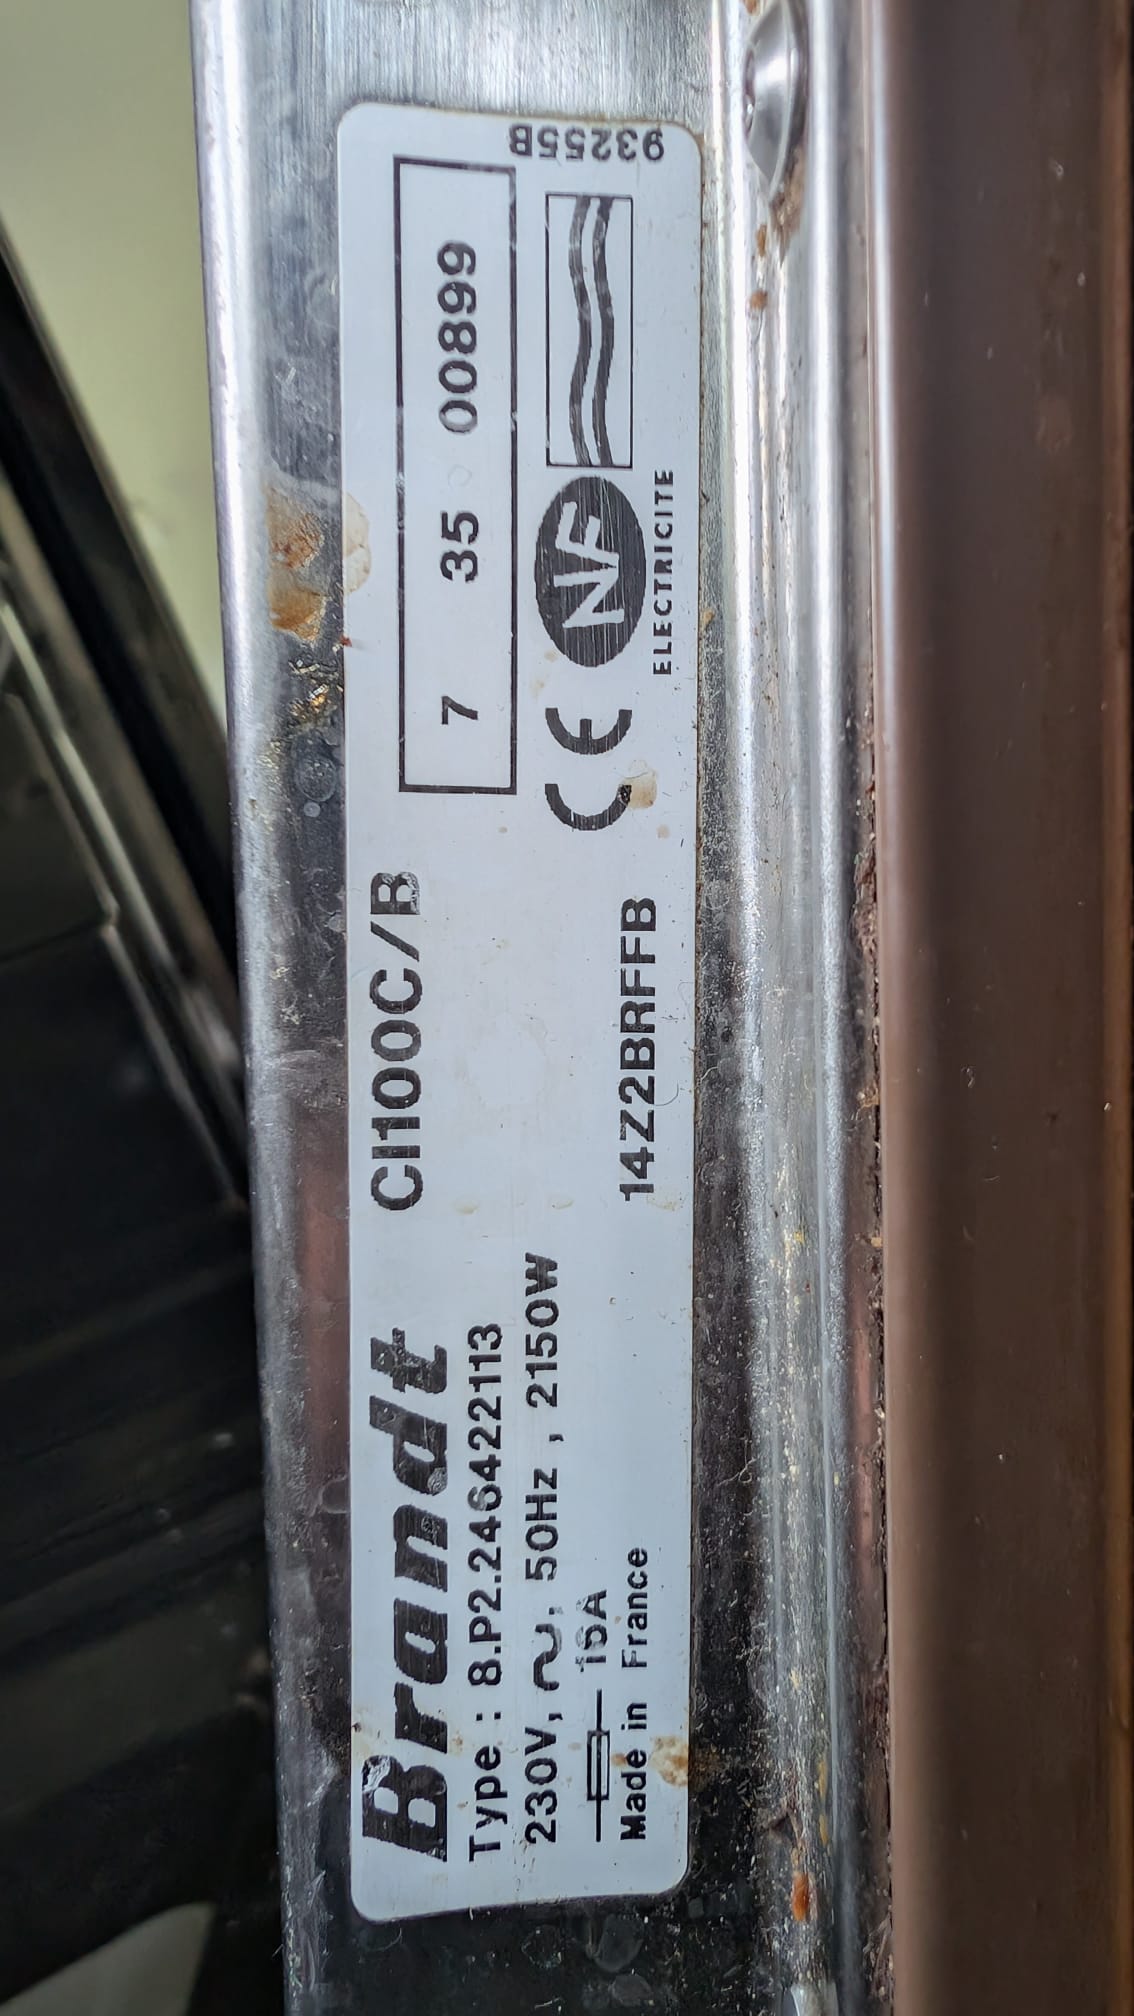 Brandt CI100C/B
7 35 00899
Type : 8.P2.246422113
230V, ~, 50Hz , 2150W
16A
Made in France
14Z2BRFFB
CE NF
ELECTRICITE
93255B